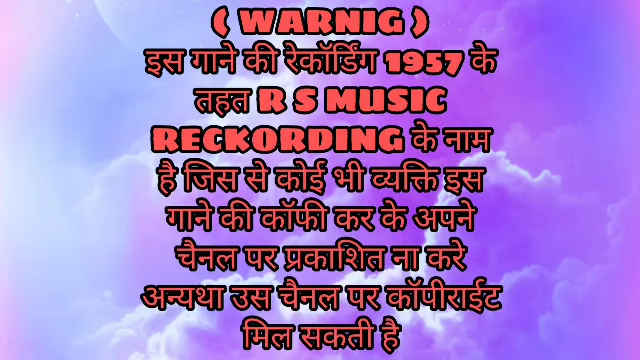 ( WARNIG )
इस गाने की रेकॉर्डिंग 1957 के
तहत R S MUSIC
RECKORDING के नाम
है जिस से कोई भी व्यक्ति इस
गाने की कॉफी कर के अपने
चैनल पर प्रकाशित ना करे
अन्यथा उस चैनल पर कॉपीराईट
मिल सकती है